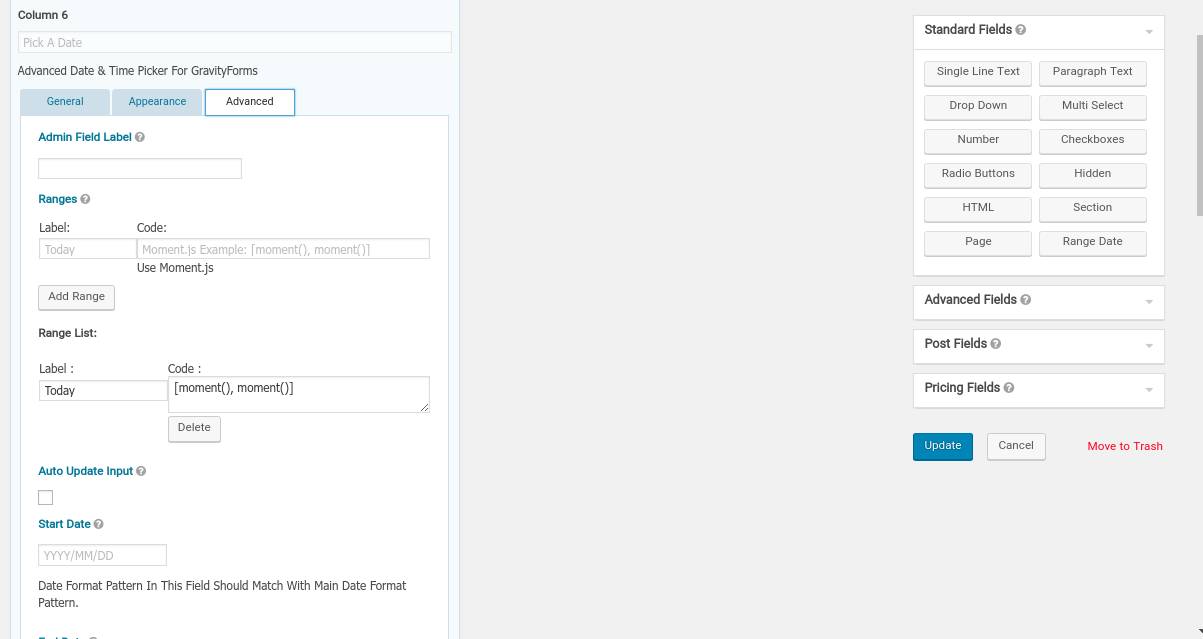 Column 6
Pick A Date
Advanced Date & Time Picker For GravityForms
General Appearance Advanced
Admin Field Label
Ranges
Label: Code:
Today Moment.js Example: [moment(), moment()]
Use Moment.js
Add Range
Range List:
Label : Code :
Today [moment(), moment()]
Delete
Auto Update Input
Start Date
YYYY/MM/DD
Date Format Pattern In This Field Should Match With Main Date Format
Pattern.
End Date
Standard Fields
Single Line Text Paragraph Text
Drop Down Multi Select
Number Checkboxes
Radio Buttons Hidden
HTML Section
Page Range Date
Advanced Fields
Post Fields
Pricing Fields
Update Cancel Move to Trash